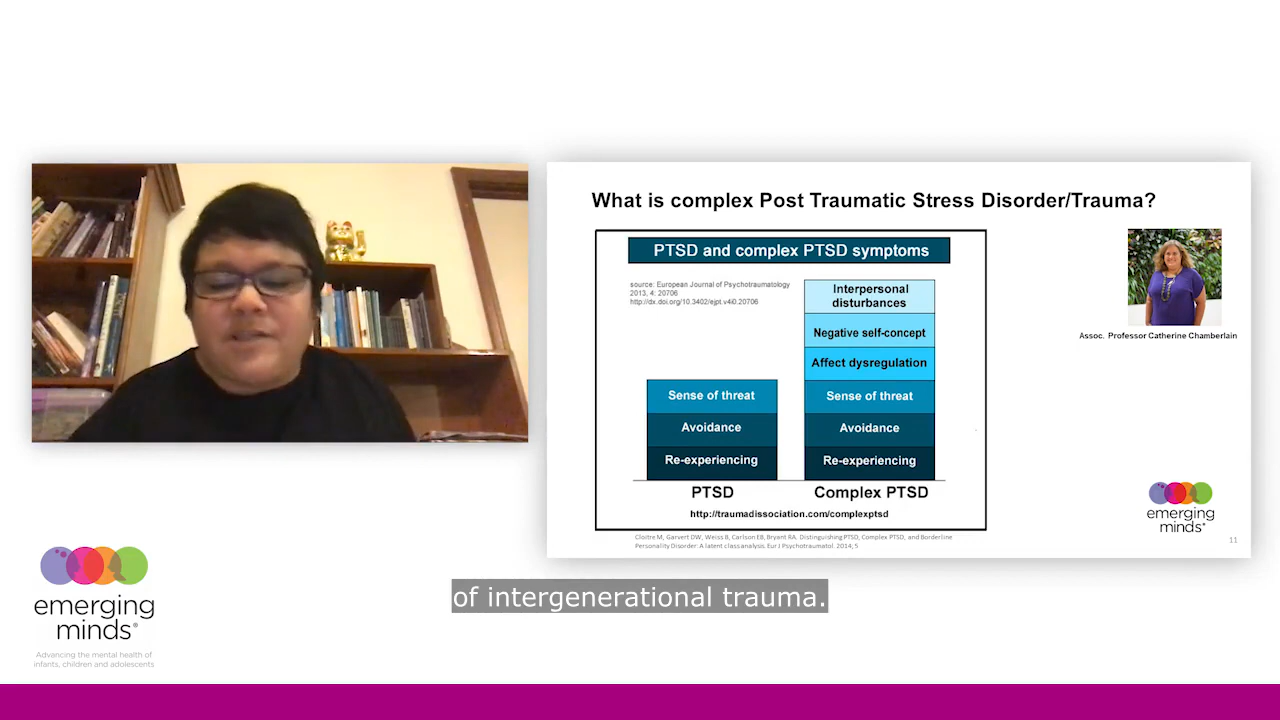 What is complex Post Traumatic Stress Disorder/Trauma?
PTSD and complex PTSD symptoms
source: European Journal of Psychotraumatology
2013, 4: 20706
http://dx.doi.org/10.3402/ejpt.v4i0.20706
Interpersonal
disturbances
Negative self-concept
Affect dysregulation
Sense of threat
Avoidance
Re-experiencing
Sense of threat
Avoidance
Re-experiencing
PTSD
Complex PTSD
http://traumadissociation.com/complexptsd
Cloitre M, Garvert DW, Weiss B, Carlson EB, Bryant RA. Distinguishing PTSD, Complex PTSD, and Borderline
Personality Disorder: A latent class analysis. Eur J Psychotraumatol. 2014; 5
Assoc. Professor Catherine Chamberlain
emerging
minds®
11
of intergenerational trauma.
emerging
minds®
Advancing the mental health of
infants, children and adolescents